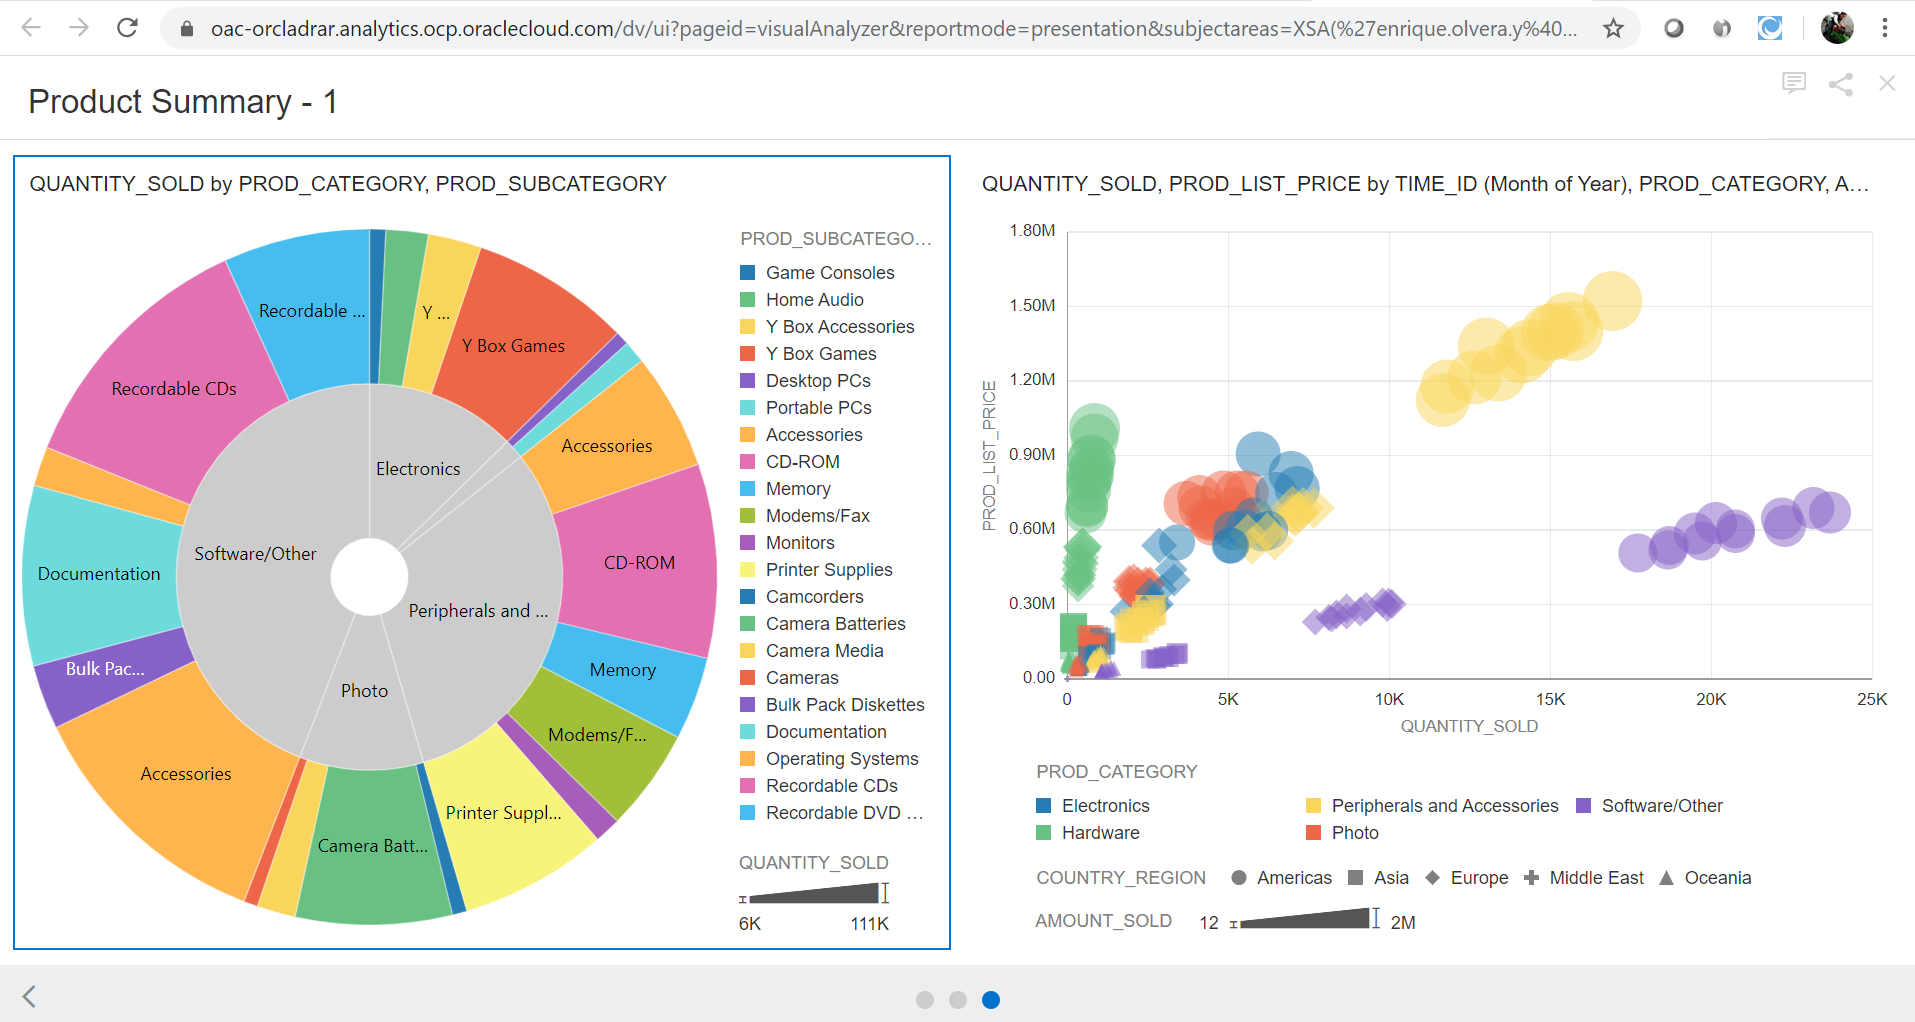 oac-orcladrar.analytics.ocp.oraclecloud.com/dv/ui?pageid=visualAnalyzer&reportmode=presentation&subjectareas=XSA(%27enrique.olvera.y%40...
Product Summary - 1
QUANTITY_SOLD by PROD_CATEGORY, PROD_SUBCATEGORY
Recordable ...
Y ...
Y Box Games
Recordable CDs
Accessories
Electronics
Software/Other
CD-ROM
Documentation
Peripherals and ...
Bulk Pac...
Memory
Photo
Modems/F...
Accessories
Printer Suppl...
Camera Batt...
PROD_SUBCATEGO...
Game Consoles
Home Audio
Y Box Accessories
Y Box Games
Desktop PCs
Portable PCs
Accessories
CD-ROM
Memory
Modems/Fax
Monitors
Printer Supplies
Camcorders
Camera Batteries
Camera Media
Cameras
Bulk Pack Diskettes
Documentation
Operating Systems
Recordable CDs
Recordable DVD ...
QUANTITY_SOLD
6K 111K
QUANTITY_SOLD, PROD_LIST_PRICE by TIME_ID (Month of Year), PROD_CATEGORY, A...
PROD_LIST_PRICE
1.80M
1.50M
1.20M
0.90M
0.60M
0.30M
0.00
0 5K 10K 15K 20K 25K
QUANTITY_SOLD
PROD_CATEGORY
Electronics Peripherals and Accessories Software/Other
Hardware Photo
COUNTRY_REGION Americas Asia Europe Middle East Oceania
AMOUNT_SOLD 12 2M